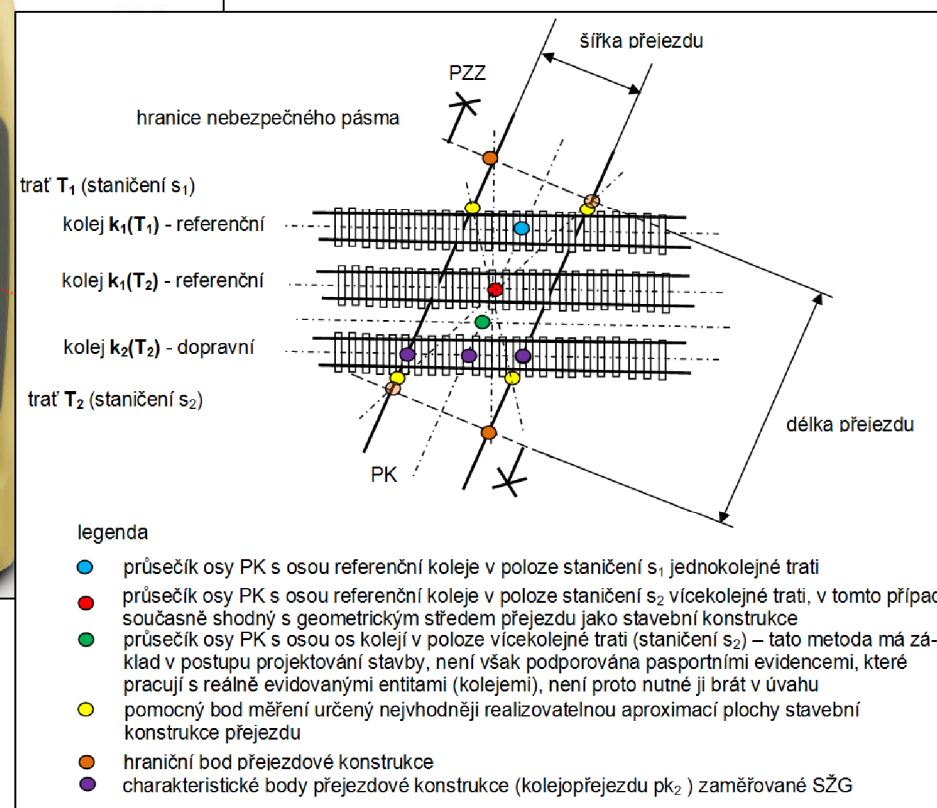 šířka přejezdu
PZZ
hranice nebezpečného pásma
trať T₁ (staničení s₁)
kolej k₁(T₁) - referenční
kolej k₁(T₂) - referenční
kolej k₂(T₂) - dopravní
trať T₂ (staničení s₂)
délka přejezdu
PK
legenda
průsečík osy PK s osou referenční koleje v poloze staničení s₁ jednokolejné trati
průsečík osy PK s osou referenční koleje v poloze staničení s₂ vícekolejné trati, v tomto případ
současně shodný s geometrickým středem přejezdu jako stavební konstrukce
průsečík osy PK s osou os kolejí v poloze vícekolejné trati (staničení s₂) – tato metoda má zá-
klad v postupu projektování stavby, není však podporována pasportními evidencemi, které
pracují s reálně evidovanými entitami (kolejemi), není proto nutné ji brát v úvahu
pomocný bod měření určený nejvhodněji realizovatelnou aproximací plochy stavební
konstrukce přejezdu
hraniční bod přejezdové konstrukce
charakteristické body přejezdové konstrukce (kolejopřejezdu pk₂ ) zaměřované SŽG